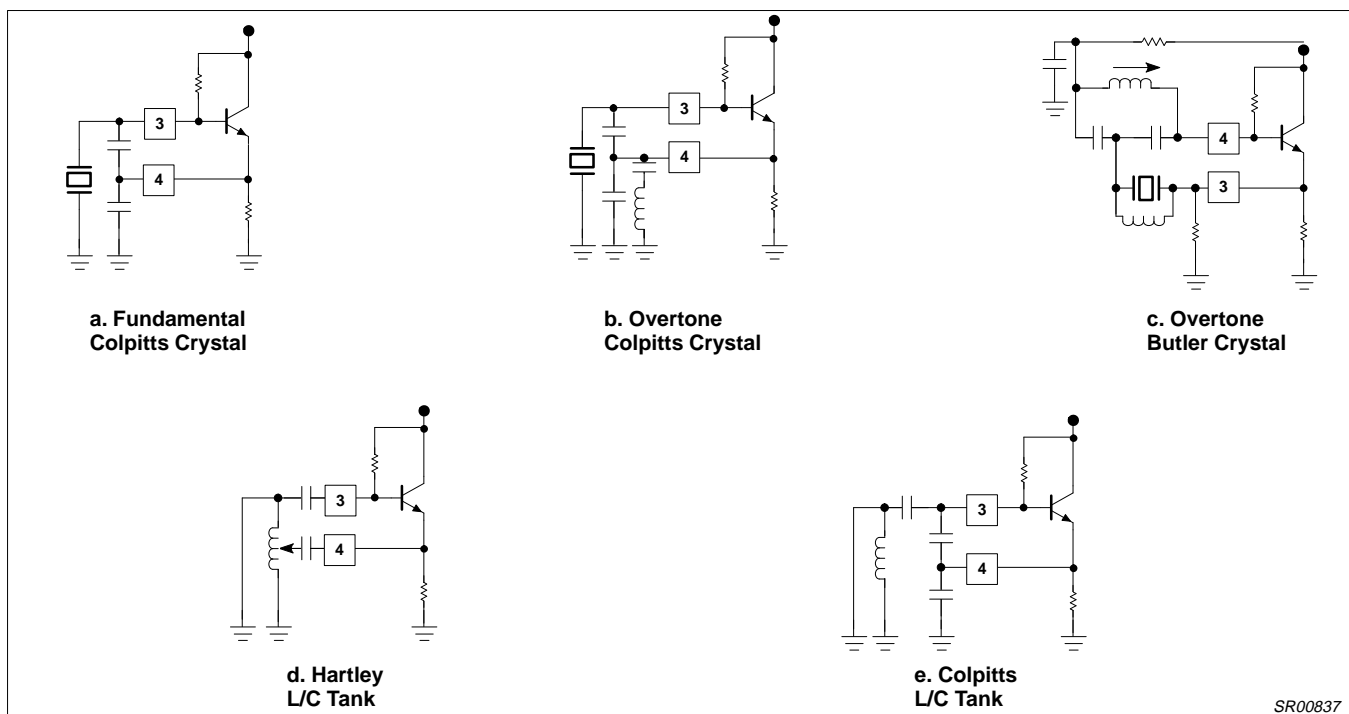 3
4
a. Fundamental
Colpitts Crystal
3
4
b. Overtone
Colpitts Crystal
4
3
c. Overtone
Butler Crystal
3
4
d. Hartley
L/C Tank
3
4
e. Colpitts
L/C Tank
SR00837